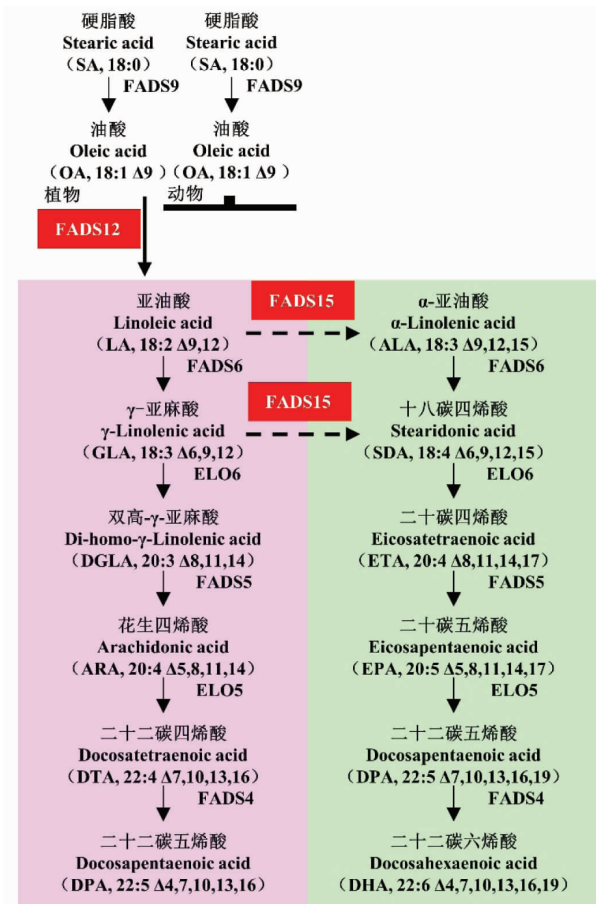 硬脂酸
Stearic acid
(SA, 18:0)
FADS9
油酸
Oleic acid
(OA, 18:1 Δ9)
植物
硬脂酸
Stearic acid
(SA, 18:0)
FADS9
油酸
Oleic acid
(OA, 18:1 Δ9)
动物
FADS12
亚油酸
Linoleic acid
(LA, 18:2 Δ9,12)
FADS6
γ-亚麻酸
γ-Linolenic acid
(GLA, 18:3 Δ6,9,12)
ELO6
双高-γ-亚麻酸
Di-homo-γ-Linolenic acid
(DGLA, 20:3 Δ8,11,14)
FADS5
花生四烯酸
Arachidonic acid
(ARA, 20:4 Δ5,8,11,14)
ELO5
二十二碳四烯酸
Docosatetraenoic acid
(DTA, 22:4 Δ7,10,13,16)
FADS4
二十二碳五烯酸
Docosapentaenoic acid
(DPA, 22:5 Δ4,7,10,13,16)
FADS15
FADS15
α-亚油酸
α-Linolenic acid
(ALA, 18:3 Δ9,12,15)
FADS6
十八碳四烯酸
Stearidonic acid
(SDA, 18:4 Δ6,9,12,15)
ELO6
二十碳四烯酸
Eicosatetraenoic acid
(ETA, 20:4 Δ8,11,14,17)
FADS5
二十碳五烯酸
Eicosapentaenoic acid
(EPA, 20:5 Δ5,8,11,14,17)
ELO5
二十二碳五烯酸
Docosapentaenoic acid
(DPA, 22:5 Δ7,10,13,16,19)
FADS4
二十二碳六烯酸
Docosahexaenoic acid
(DHA, 22:6 Δ4,7,10,13,16,19)